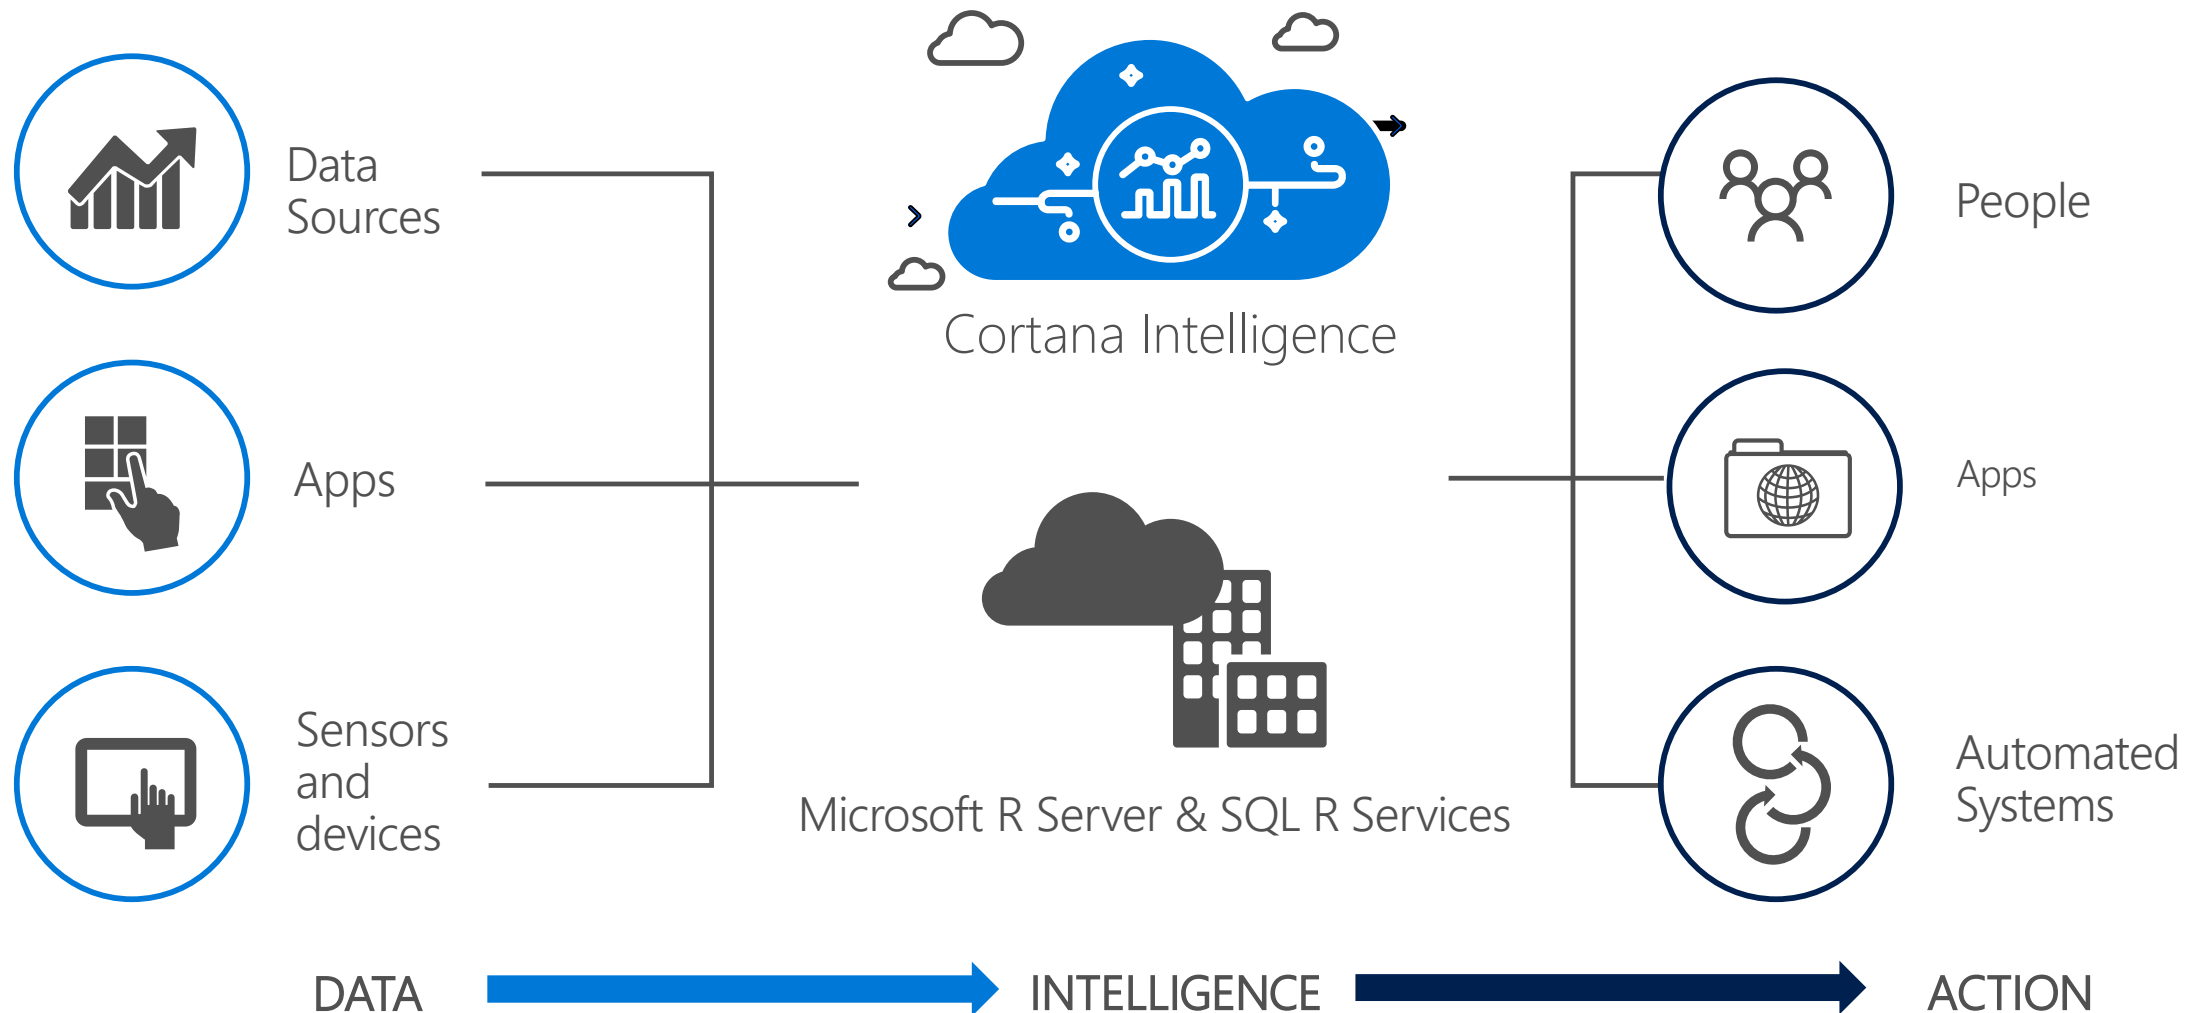 Data
Sources
Apps
Sensors
and
devices
Cortana Intelligence
Microsoft R Server & SQL R Services
People
Apps
Automated
Systems
DATA
INTELLIGENCE
ACTION